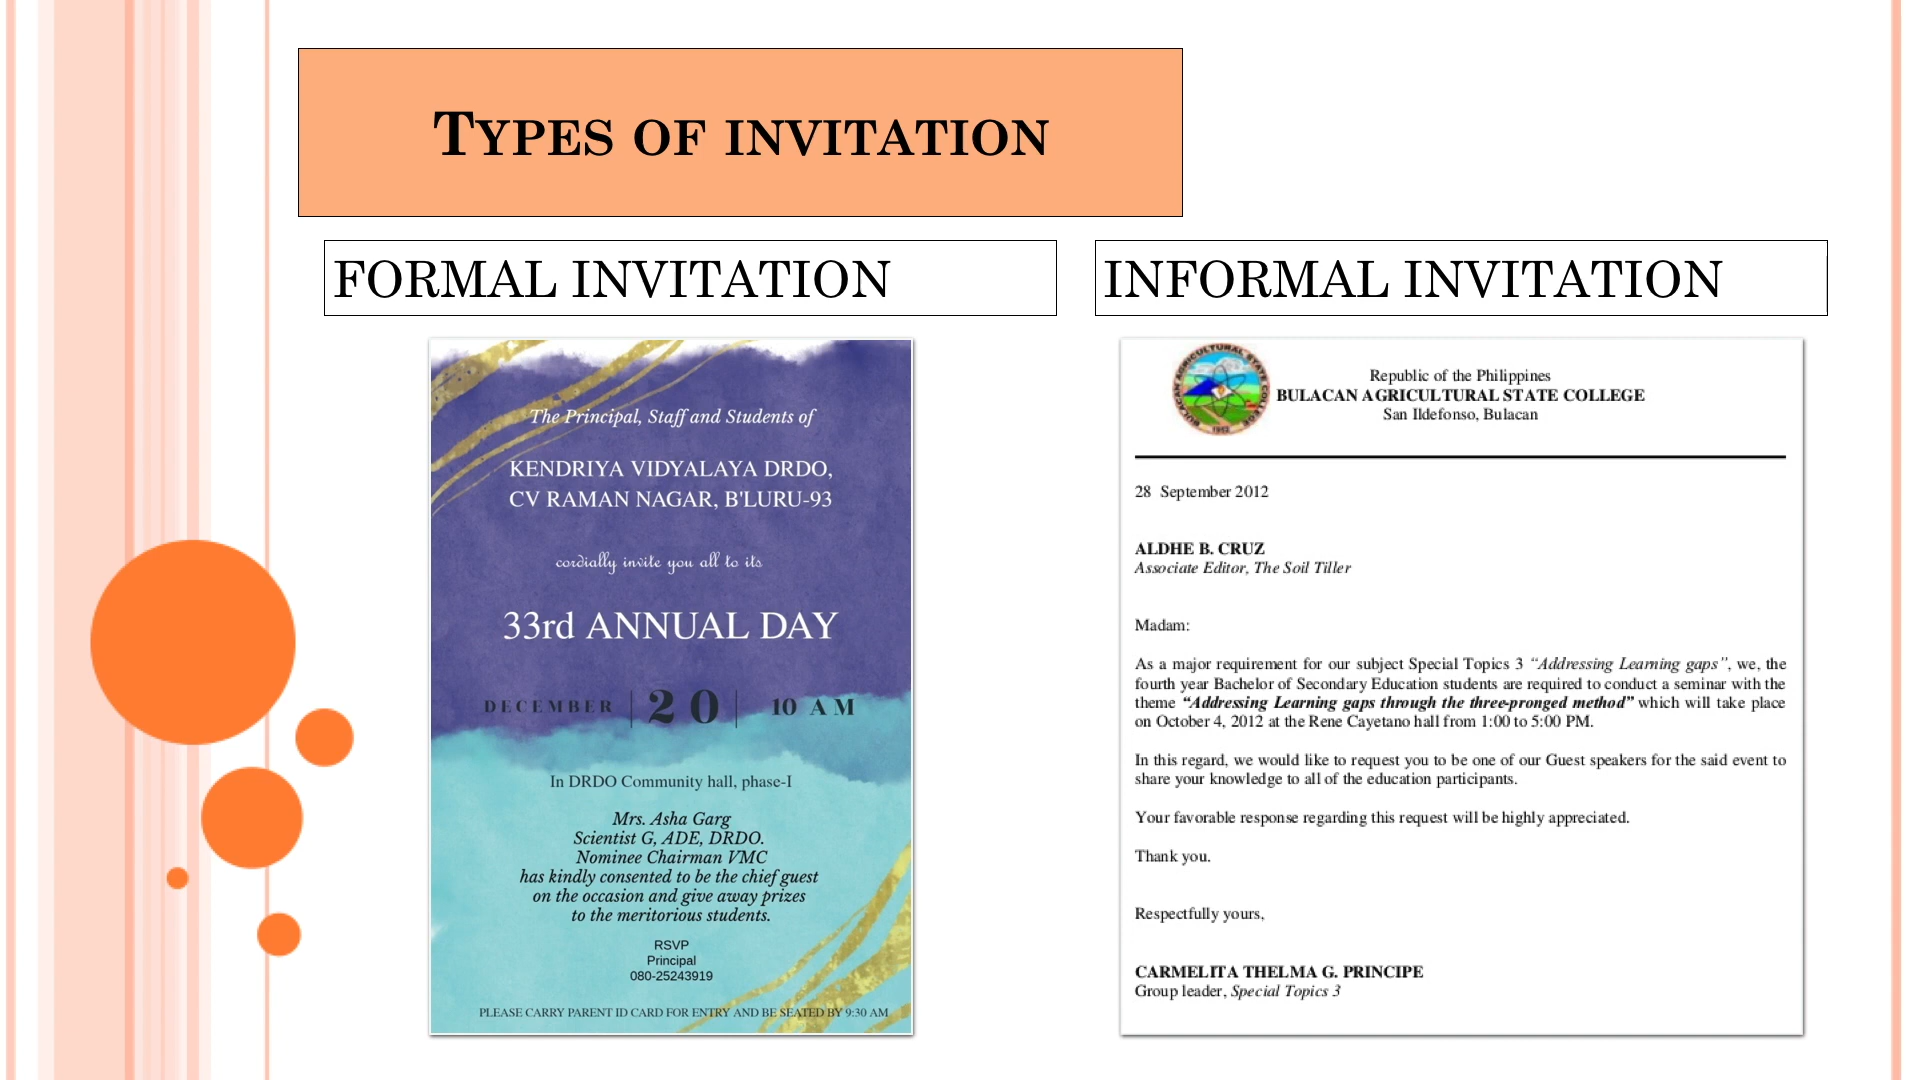 Types of invitation
FORMAL INVITATION
The Principal, Staff and Students of
KENDRIYA VIDYALAYA DRDO,
CV RAMAN NAGAR, B'LURU-93
cordially invite you all to its
33rd ANNUAL DAY
DECEMBER | 20 | 10 AM
In DRDO Community hall, phase-I
Mrs. Asha Garg
Scientist G, ADE, DRDO.
Nominee Chairman VMC
has kindly consented to be the chief guest
on the occasion and give away prizes
to the meritorious students.
RSVP
Principal
080-25243919
PLEASE CARRY PARENT ID CARD FOR ENTRY AND BE SEATED BY 9:30 AM
INFORMAL INVITATION
BULACAN AGRICULTURAL STATE COLLEGE
1952
Republic of the Philippines
BULACAN AGRICULTURAL STATE COLLEGE
San Ildefonso, Bulacan
28 September 2012
ALDHE B. CRUZ
Associate Editor, The Soil Tiller
Madam:
As a major requirement for our subject Special Topics 3 “Addressing Learning gaps”, we, the
fourth year Bachelor of Secondary Education students are required to conduct a seminar with the
theme “Addressing Learning gaps through the three-pronged method” which will take place
on October 4, 2012 at the Rene Cayetano hall from 1:00 to 5:00 PM.
In this regard, we would like to request you to be one of our Guest speakers for the said event to
share your knowledge to all of the education participants.
Your favorable response regarding this request will be highly appreciated.
Thank you.
Respectfully yours,
CARMELITA THELMA G. PRINCIPE
Group leader, Special Topics 3